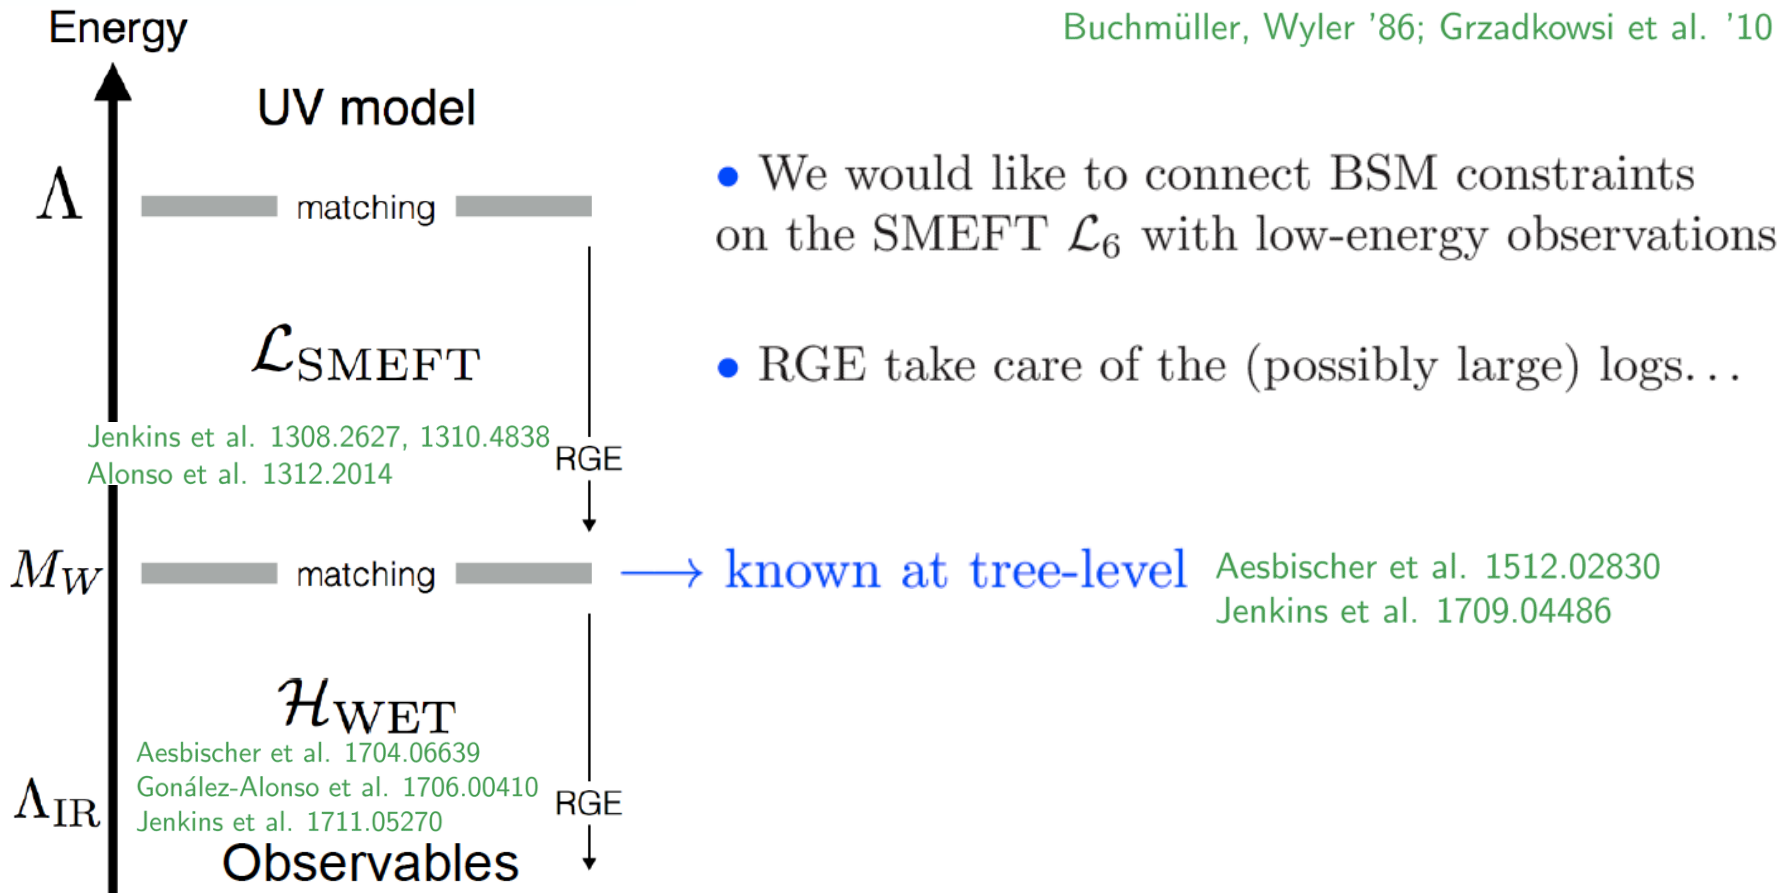 Energy
Buchmüller, Wyler '86; Grzadkowsi et al. '10
UV model
Λ
matching
• We would like to connect BSM constraints
on the SMEFT ℒ₆ with low-energy observations
ℒ_SMEFT
• RGE take care of the (possibly large) logs...
Jenkins et al. 1308.2627, 1310.4838
Alonso et al. 1312.2014
RGE
M_W
matching
→ known at tree-level
Aesbischer et al. 1512.02830
Jenkins et al. 1709.04486
ℋ_WET
Aesbischer et al. 1704.06639
Gonález-Alonso et al. 1706.00410
Jenkins et al. 1711.05270
Λ_IR
RGE
Observables